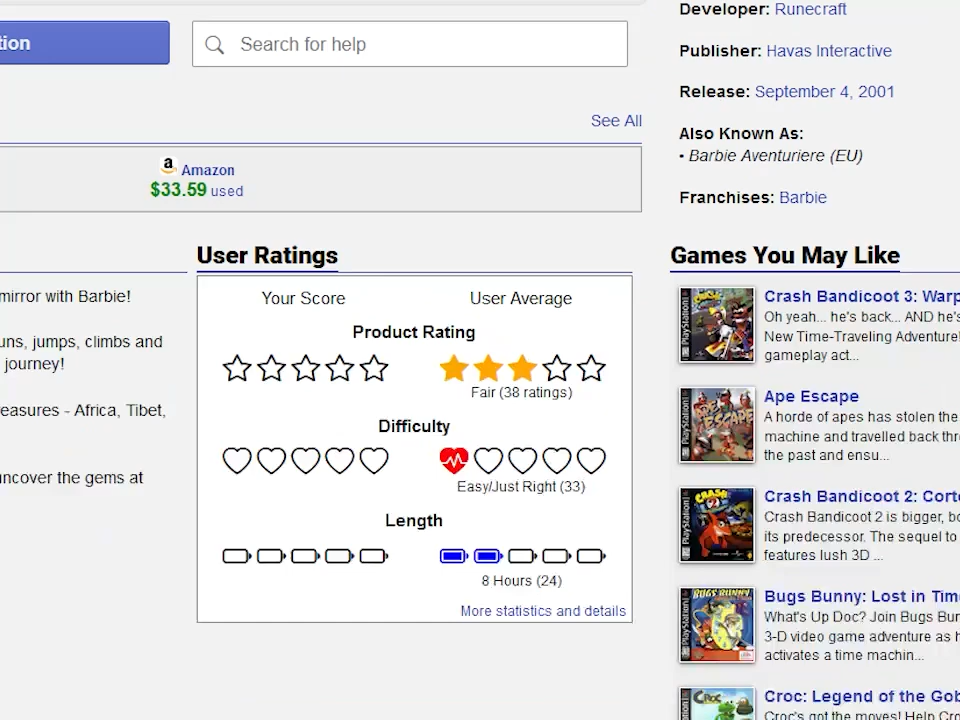 tion
Search for help
See All
a Amazon
$33.59 used
Developer: Runecraft
Publisher: Havas Interactive
Release: September 4, 2001
Also Known As:
• Barbie Aventuriere (EU)
Franchises: Barbie
mirror with Barbie!
uns, jumps, climbs and
journey!
easures - Africa, Tibet,
ncover the gems at
User Ratings
Your Score User Average
Product Rating
Fair (38 ratings)
Difficulty
Easy/Just Right (33)
Length
8 Hours (24)
More statistics and details
Games You May Like
Crash Bandicoot 3: Warp
Oh yeah... he's back... AND he's
New Time-Traveling Adventure!
gameplay act...
Ape Escape
A horde of apes has stolen the
machine and travelled back thr
the past and ensu...
Crash Bandicoot 2: Corte
Crash Bandicoot 2 is bigger, bo
its predecessor. The sequel to
features lush 3D ...
Bugs Bunny: Lost in Tim
What's Up Doc? Join Bugs Bun
3-D video game adventure as h
activates a time machin...
Croc: Legend of the Gob
Croc's got the moves! Help Cro